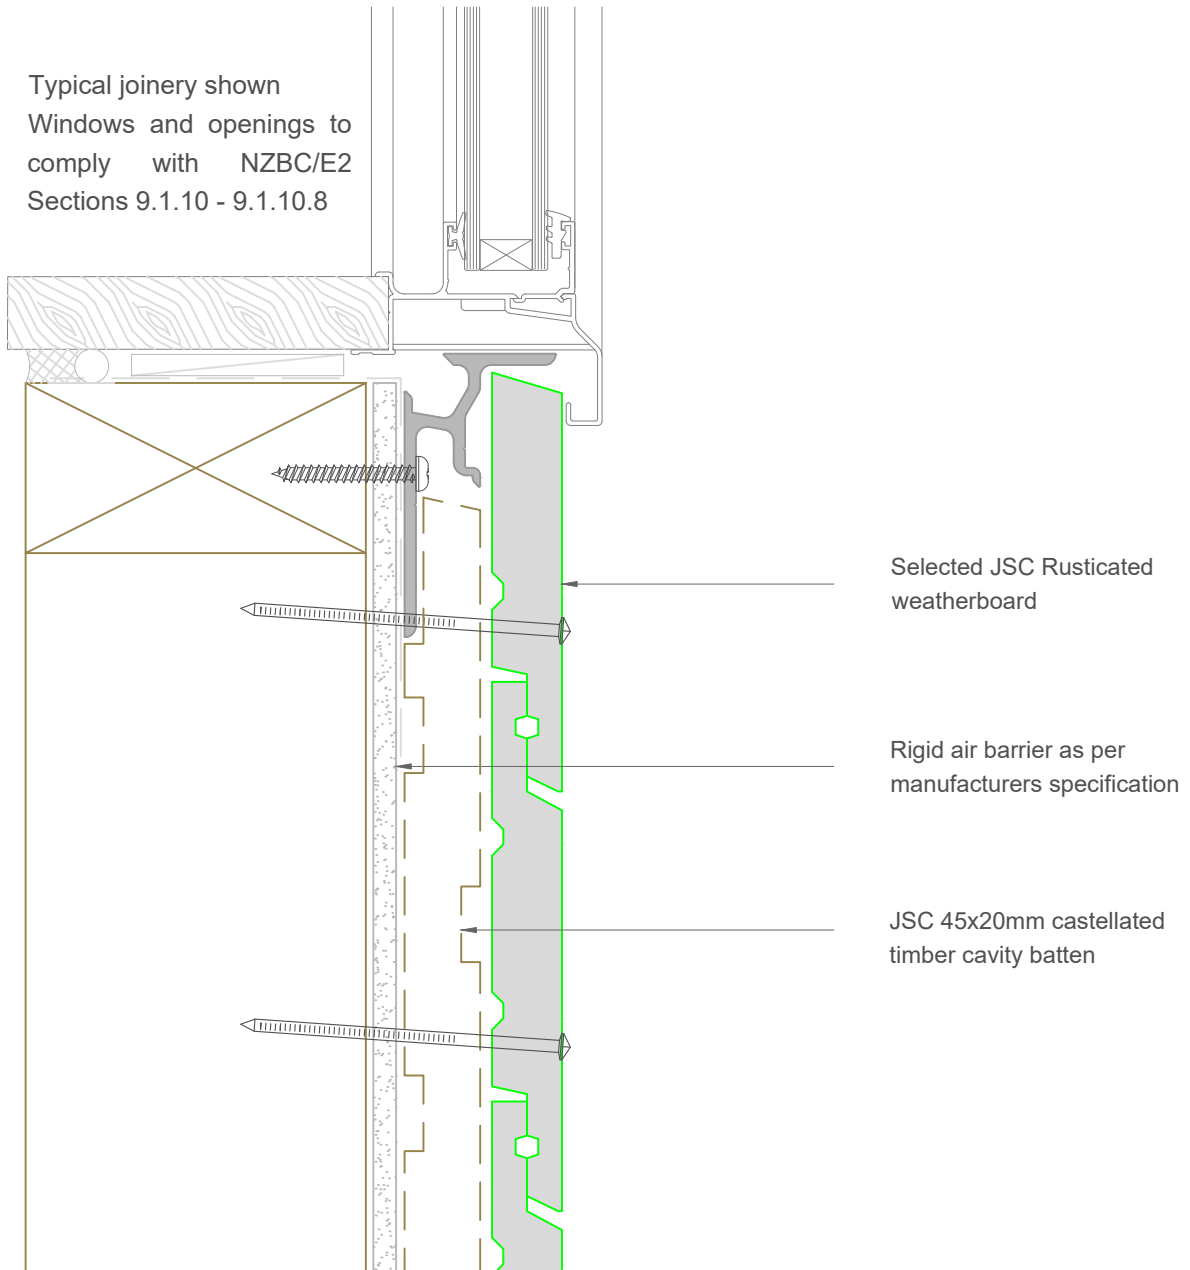 Typical joinery shown
Windows and openings to
comply with NZBC/E2
Sections 9.1.10 - 9.1.10.8
Selected JSC Rusticated
weatherboard
Rigid air barrier as per
manufacturers specification
JSC 45x20mm castellated
timber cavity batten